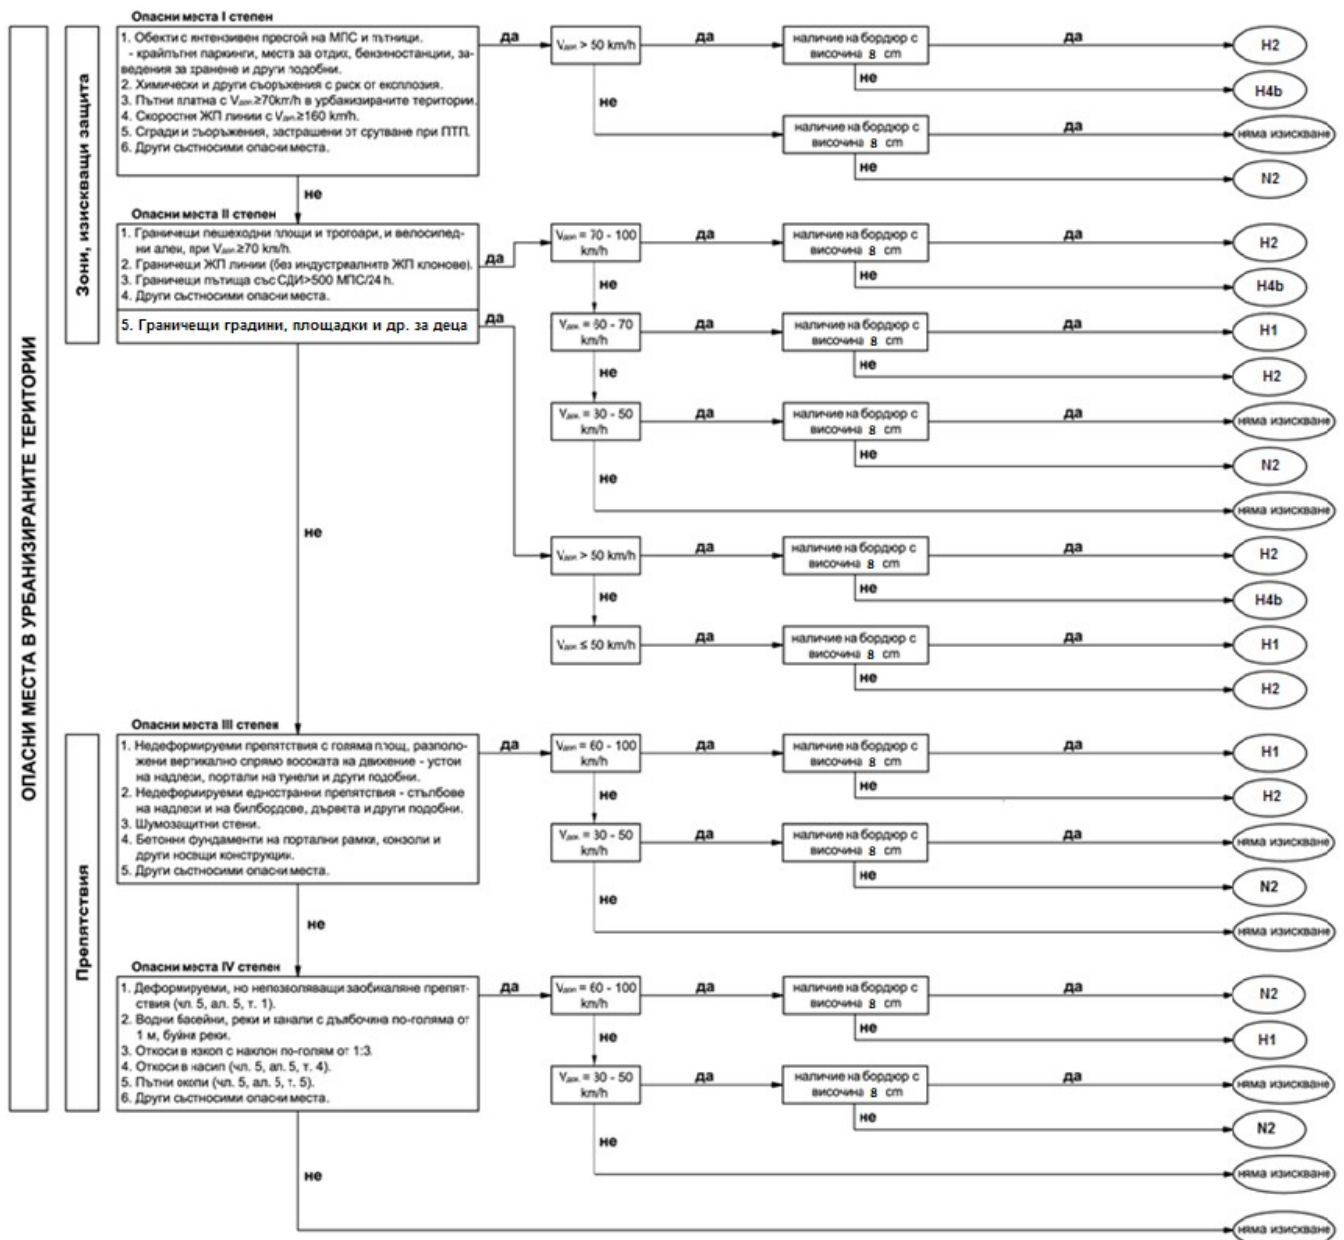 ОПАСНИ МЕСТА В УРБАНИЗИРАНИТЕ ТЕРИТОРИИ
Зони, изискващи защита
Опасни места I степен
1. Обекти с интензивен престой на МПС и пътници.
- крайпътни паркинги, места за отдих, бензиностанции, за-
ведения за хранене и други подобни.
2. Химически и други съоръжения с риск от експлозия.
3. Пътни платна с Vдоп.≥70km/h в урбанизираните територии.
4. Скоростни ЖП линии с Vдоп.≥160 km/h.
5. Сгради и съоръжения, застрашени от срутване при ПТП.
6. Други съотносими опасни места.
да
Vдоп. > 50 km/h
да
наличие на бордюр с
височина 8 cm
да
H2
не
H4b
не
наличие на бордюр с
височина 8 cm
да
няма изискване
не
N2
не
Опасни места II степен
1. Граничещи пешеходни площи и тротоари, и велосипед-
ни алеи, при Vдоп.≥70 km/h.
2. Граничещи ЖП линии (без индустриалните ЖП клонове).
3. Граничещи пътища със СДИ>500 МПС/24 h.
4. Други съотносими опасни места.
да
5. Граничещи градини, площадки и др. за деца
да
Vдоп. = 70 - 100
km/h
да
наличие на бордюр с
височина 8 cm
да
H2
не
H4b
не
Vдоп. = 60 - 70
km/h
да
наличие на бордюр с
височина 8 cm
да
H1
не
H2
не
Vдоп. = 30 - 50
km/h
да
наличие на бордюр с
височина 8 cm
да
няма изискване
не
N2
не
няма изискване
не
Vдоп. > 50 km/h
да
наличие на бордюр с
височина 8 cm
да
H2
не
H4b
не
Vдоп. ≤ 50 km/h
да
наличие на бордюр с
височина 8 cm
да
H1
не
H2
Препятствия
Опасни места III степен
1. Недеформируеми препятствия с голяма площ, разполо-
жени вертикално спрямо посоката на движение - устои
на надлези, портали на тунели и други подобни.
2. Недеформируеми едностранни препятствия - стълбове
на надлези и на билбордове, дървета и други подобни.
3. Шумозащитни стени.
4. Бетонни фундаменти на портални рамки, конзоли и
други носещи конструкции.
5. Други съотносими опасни места.
да
Vдоп. = 60 - 100
km/h
да
наличие на бордюр с
височина 8 cm
да
H1
не
H2
не
Vдоп. = 30 - 50
km/h
да
наличие на бордюр с
височина 8 cm
да
няма изискване
не
N2
не
няма изискване
не
Опасни места IV степен
1. Деформируеми, но непозволяващи заобикаляне препят-
ствия (чл. 5, ал. 5, т. 1).
2. Водни басейни, реки и канали с дълбочина по-голяма от
1 м, буйни реки.
3. Откоси в изкоп с наклон по-голям от 1:3.
4. Откоси в насип (чл. 5, ал. 5, т. 4).
5. Пътни окопи (чл. 5, ал. 5, т. 5).
6. Други съотносими опасни места.
да
Vдоп. = 60 - 100
km/h
да
наличие на бордюр с
височина 8 cm
да
N2
не
H1
не
Vдоп. = 30 - 50
km/h
да
наличие на бордюр с
височина 8 cm
да
няма изискване
не
N2
не
няма изискване
не
няма изискване